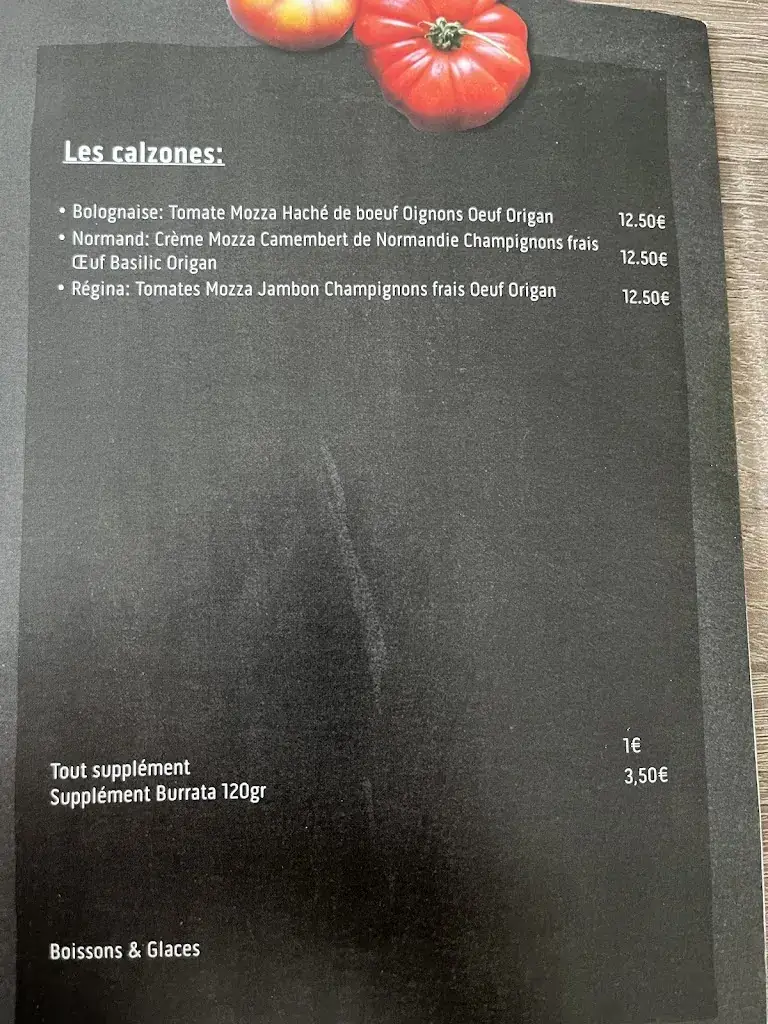 Les calzones:
• Bolognaise: Tomate Mozza Haché de boeuf Oignons Oeuf Origan 12.50€
• Normand: Crème Mozza Camembert de Normandie Champignons frais
Œuf Basilic Origan 12.50€
• Régina: Tomates Mozza Jambon Champignons frais Oeuf Origan 12.50€
Tout supplément 1€
Supplément Burrata 120gr 3,50€
Boissons & Glaces